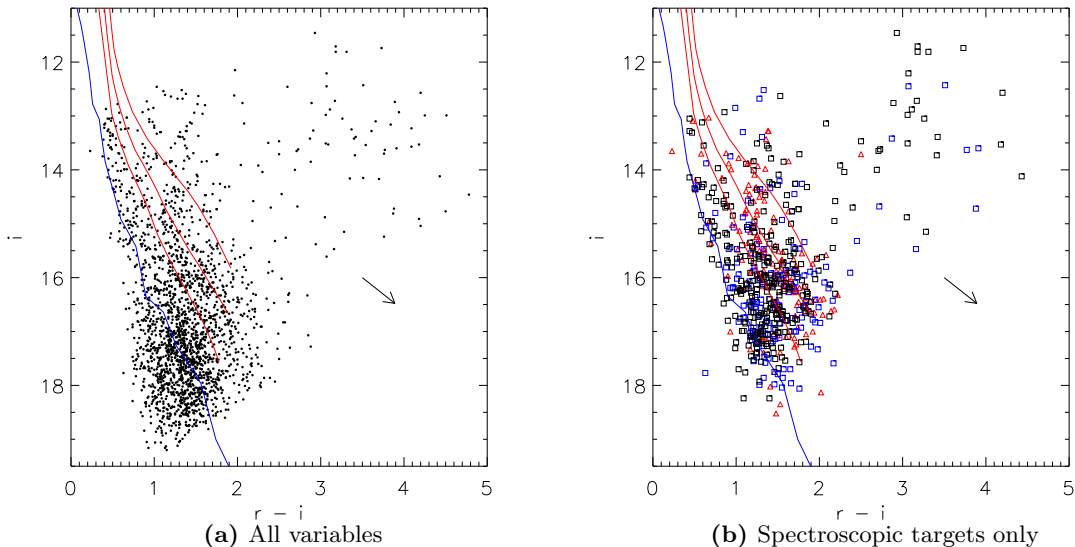 12
14
16
18
i
0 1 2 3 4 5
r – i
(a) All variables
12
14
16
18
i
0 1 2 3 4 5
r – i
(b) Spectroscopic targets only